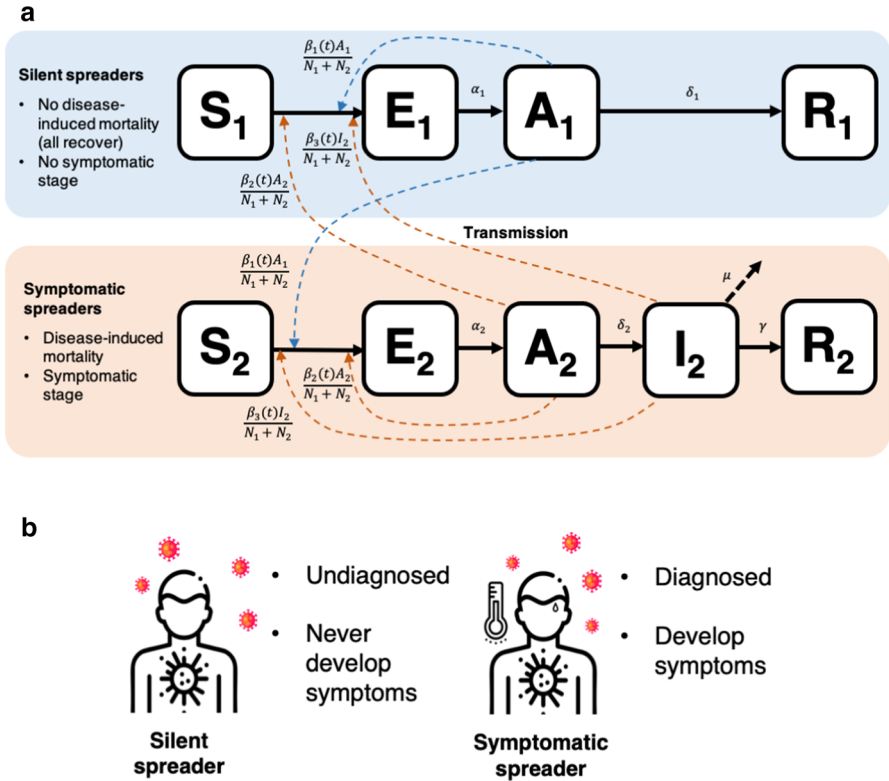 a
Silent spreaders
• No disease-
induced mortality
(all recover)
• No symptomatic
stage
S₁
E₁
A₁
R₁
α₁
δ₁
β₁(t)A₁
N₁ + N₂
β₃(t)I₂
N₁ + N₂
β₂(t)A₂
N₁ + N₂
Transmission
Symptomatic
spreaders
• Disease-induced
mortality
• Symptomatic
stage
β₁(t)A₁
N₁ + N₂
S₂
E₂
A₂
I₂
R₂
α₂
δ₂
μ
γ
β₂(t)A₂
N₁ + N₂
β₃(t)I₂
N₁ + N₂
b
• Undiagnosed
• Never
develop
symptoms
Silent
spreader
• Diagnosed
• Develop
symptoms
Symptomatic
spreader